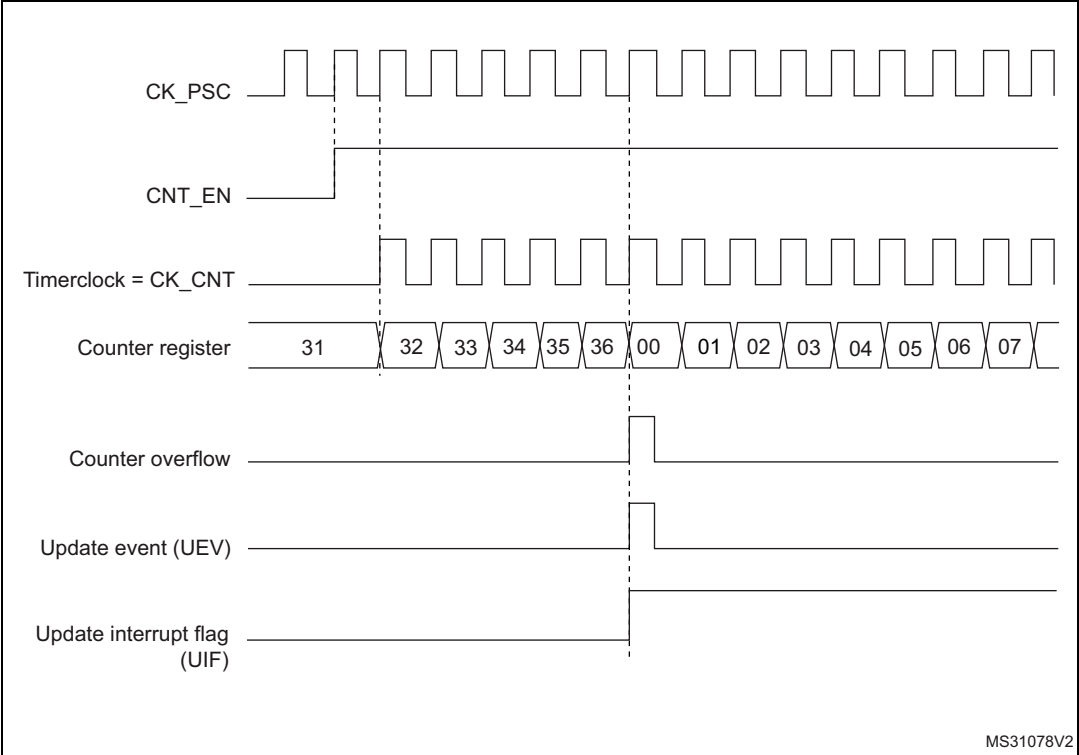 CK_PSC
CNT_EN
Timerclock = CK_CNT
Counter register 31 32 33 34 35 36 00 01 02 03 04 05 06 07
Counter overflow
Update event (UEV)
Update interrupt flag
(UIF)
MS31078V2